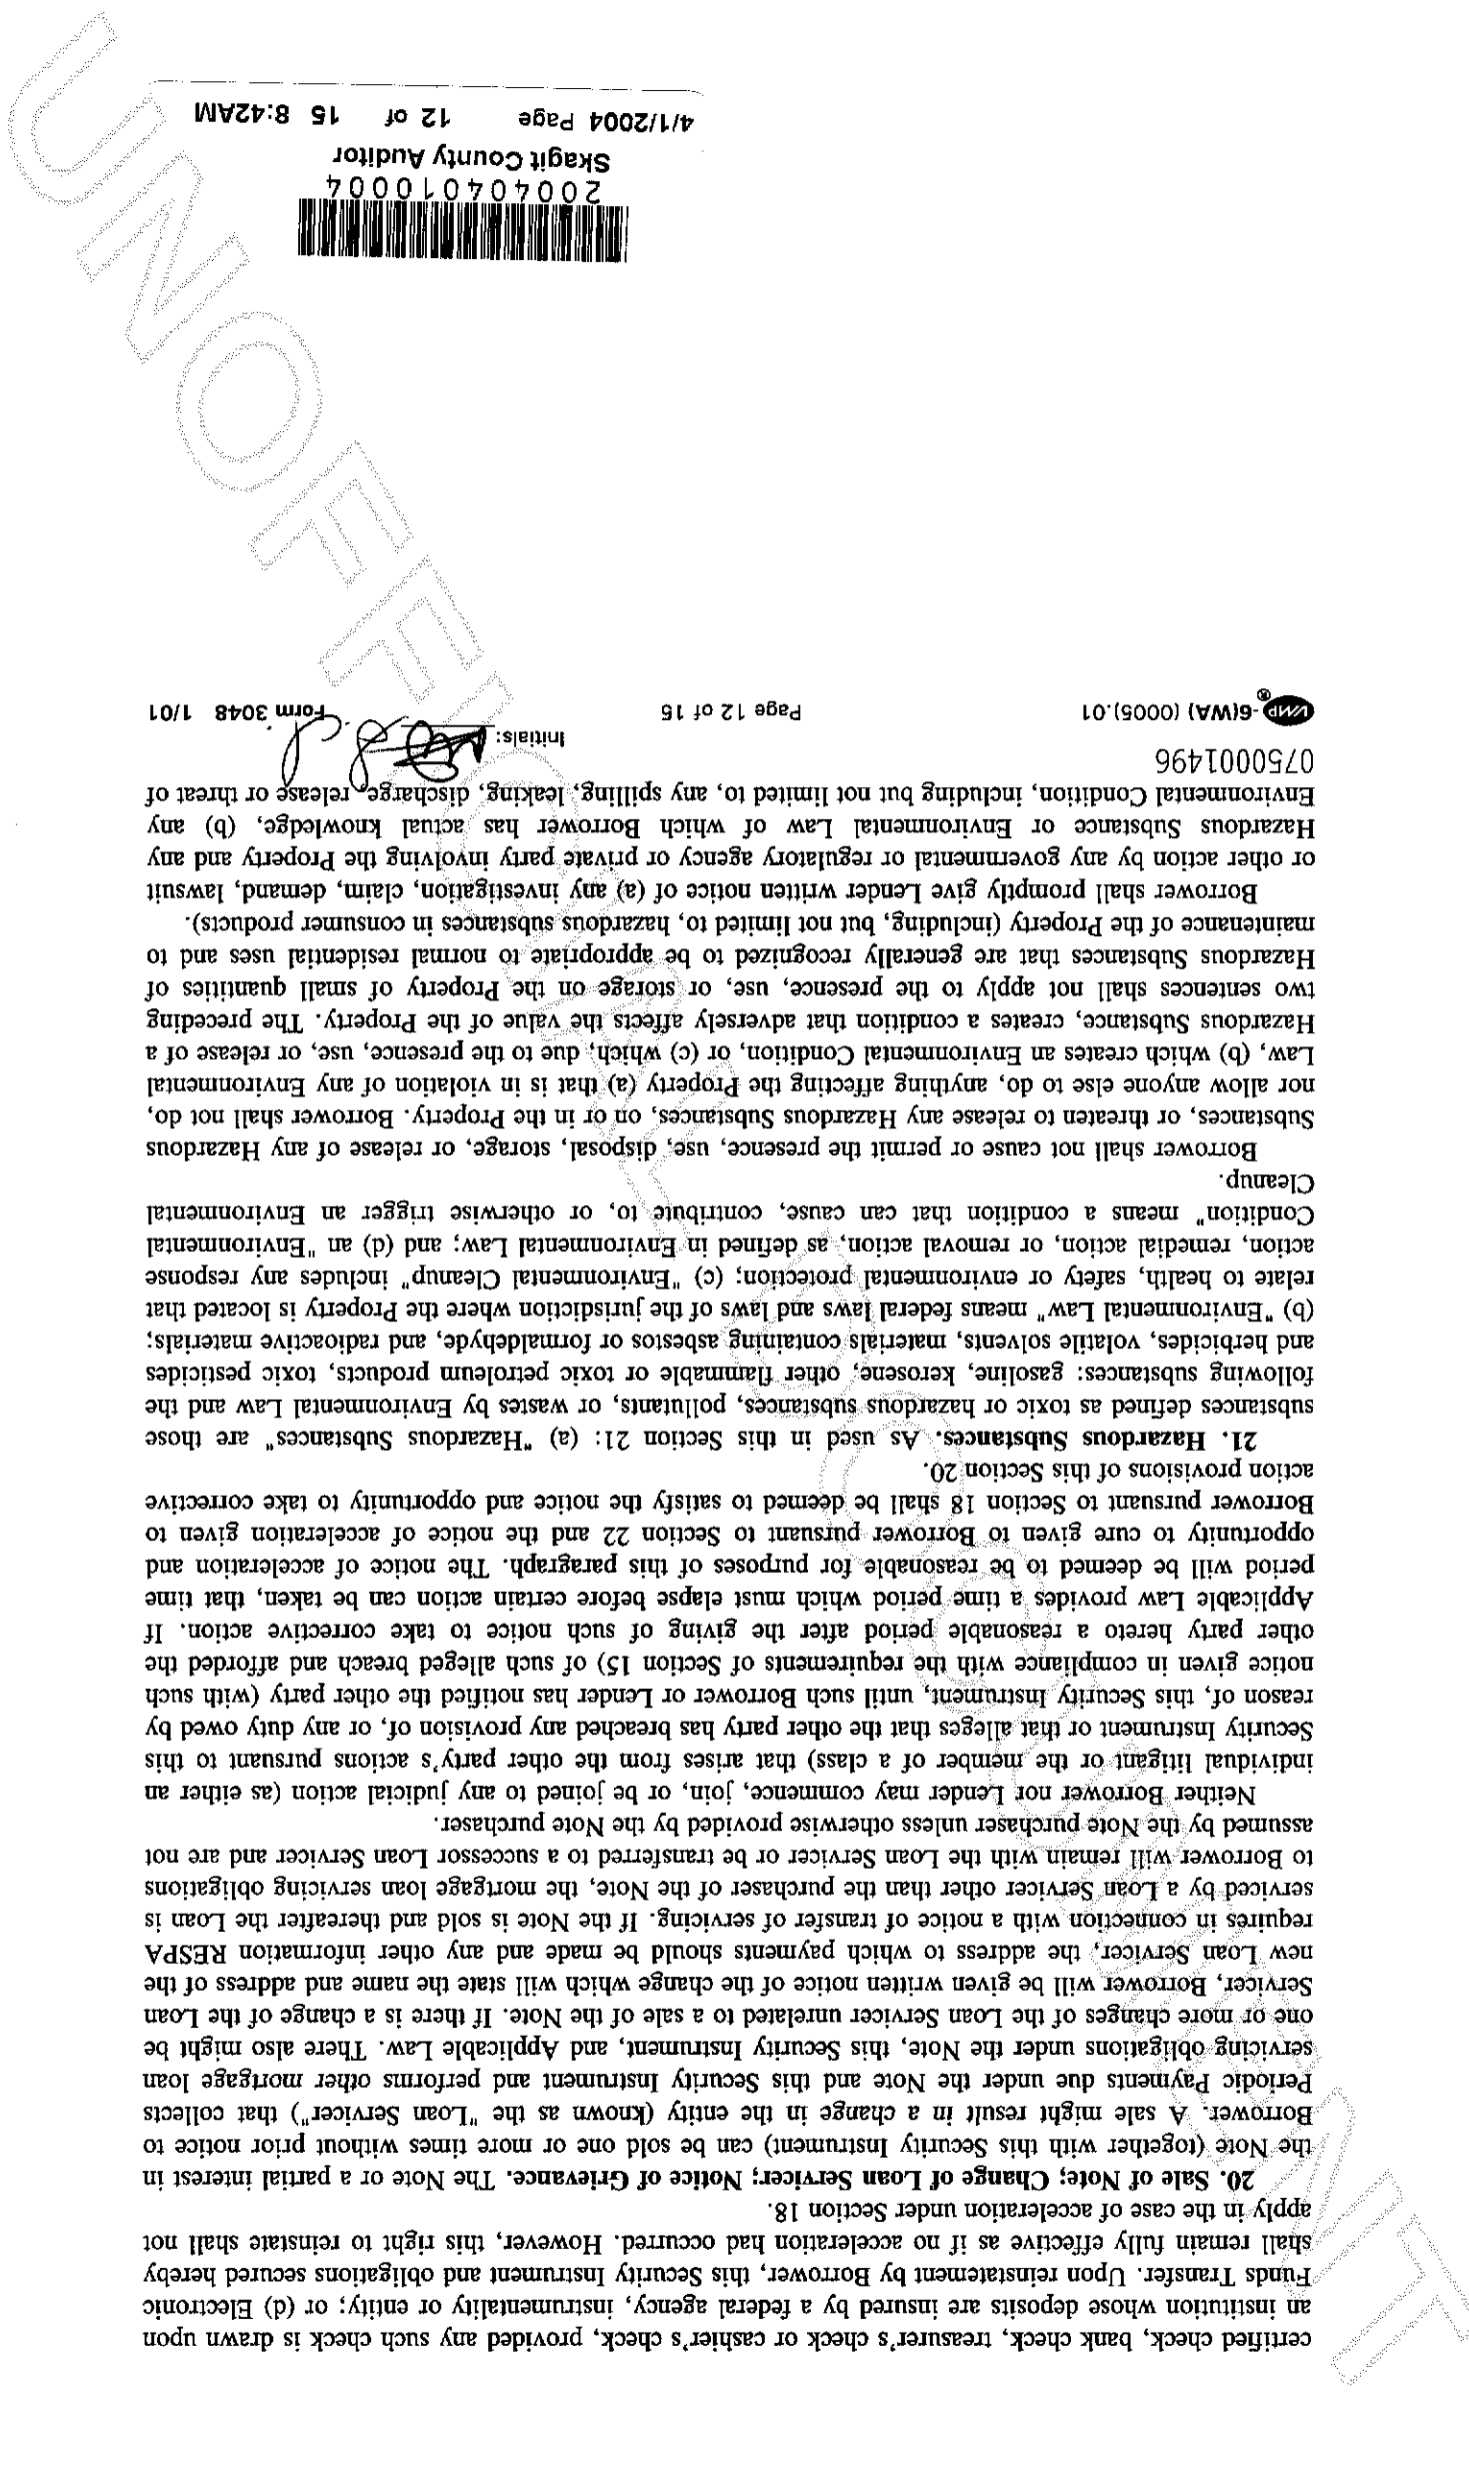 certified check, bank check, treasurer's check or cashier's check, provided any such check is drawn upon
an institution whose deposits are insured by a federal agency, instrumentality or entity; or (d) Electronic
Funds Transfer. Upon reinstatement by Borrower, this Security Instrument and obligations secured hereby
shall remain fully effective as if no acceleration had occurred. However, this right to reinstate shall not
apply in the case of acceleration under Section 18.
20. Sale of Note; Change of Loan Servicer; Notice of Grievance. The Note or a partial interest in
the Note (together with this Security Instrument) can be sold one or more times without prior notice to
Borrower. A sale might result in a change in the entity (known as the "Loan Servicer") that collects
Periodic Payments due under the Note and this Security Instrument and performs other mortgage loan
servicing obligations under the Note, this Security Instrument, and Applicable Law. There also might be
one or more changes of the Loan Servicer unrelated to a sale of the Note. If there is a change of the Loan
Servicer, Borrower will be given written notice of the change which will state the name and address of the
new Loan Servicer, the address to which payments should be made and any other information RESPA
requires in connection with a notice of transfer of servicing. If the Note is sold and thereafter the Loan is
serviced by a Loan Servicer other than the purchaser of the Note, the mortgage loan servicing obligations
to Borrower will remain with the Loan Servicer or be transferred to a successor Loan Servicer and are not
assumed by the Note purchaser unless otherwise provided by the Note purchaser.
Neither Borrower nor Lender may commence, join, or be joined to any judicial action (as either an
individual litigant or the member of a class) that arises from the other party's actions pursuant to this
Security Instrument or that alleges that the other party has breached any provision of, or any duty owed by
reason of, this Security Instrument, until such Borrower or Lender has notified the other party (with such
notice given in compliance with the requirements of Section 15) of such alleged breach and afforded the
other party hereto a reasonable period after the giving of such notice to take corrective action. If
Applicable Law provides a time period which must elapse before certain action can be taken, that time
period will be deemed to be reasonable for purposes of this paragraph. The notice of acceleration and
opportunity to cure given to Borrower pursuant to Section 22 and the notice of acceleration given to
Borrower pursuant to Section 18 shall be deemed to satisfy the notice and opportunity to take corrective
action provisions of this Section 20.
21. Hazardous Substances. As used in this Section 21: (a) "Hazardous Substances" are those
substances defined as toxic or hazardous substances, pollutants, or wastes by Environmental Law and the
following substances: gasoline, kerosene, other flammable or toxic petroleum products, toxic pesticides
and herbicides, volatile solvents, materials containing asbestos or formaldehyde, and radioactive materials;
(b) "Environmental Law" means federal laws and laws of the jurisdiction where the Property is located that
relate to health, safety or environmental protection; (c) "Environmental Cleanup" includes any response
action, remedial action, or removal action, as defined in Environmental Law; and (d) an "Environmental
Condition" means a condition that can cause, contribute to, or otherwise trigger an Environmental
Cleanup.
Borrower shall not cause or permit the presence, use, disposal, storage, or release of any Hazardous
Substances, or threaten to release any Hazardous Substances, on or in the Property. Borrower shall not do,
nor allow anyone else to do, anything affecting the Property (a) that is in violation of any Environmental
Law, (b) which creates an Environmental Condition, or (c) which, due to the presence, use, or release of a
Hazardous Substance, creates a condition that adversely affects the value of the Property. The preceding
two sentences shall not apply to the presence, use, or storage on the Property of small quantities of
Hazardous Substances that are generally recognized to be appropriate to normal residential uses and to
maintenance of the Property (including, but not limited to, hazardous substances in consumer products).
Borrower shall promptly give Lender written notice of (a) any investigation, claim, demand, lawsuit
or other action by any governmental or regulatory agency or private party involving the Property and any
Hazardous Substance or Environmental Law of which Borrower has actual knowledge, (b) any
Environmental Condition, including but not limited to, any spilling, leaking, discharge, release or threat of
0750001496
Initials:
VMP®-6(WA) (0005).01 Page 12 of 15 Form 3048 1/01
200404010004
Skagit County Auditor
4/1/2004 Page 12 of 15 8:42AM
UNOFFICIAL DOCUMENT